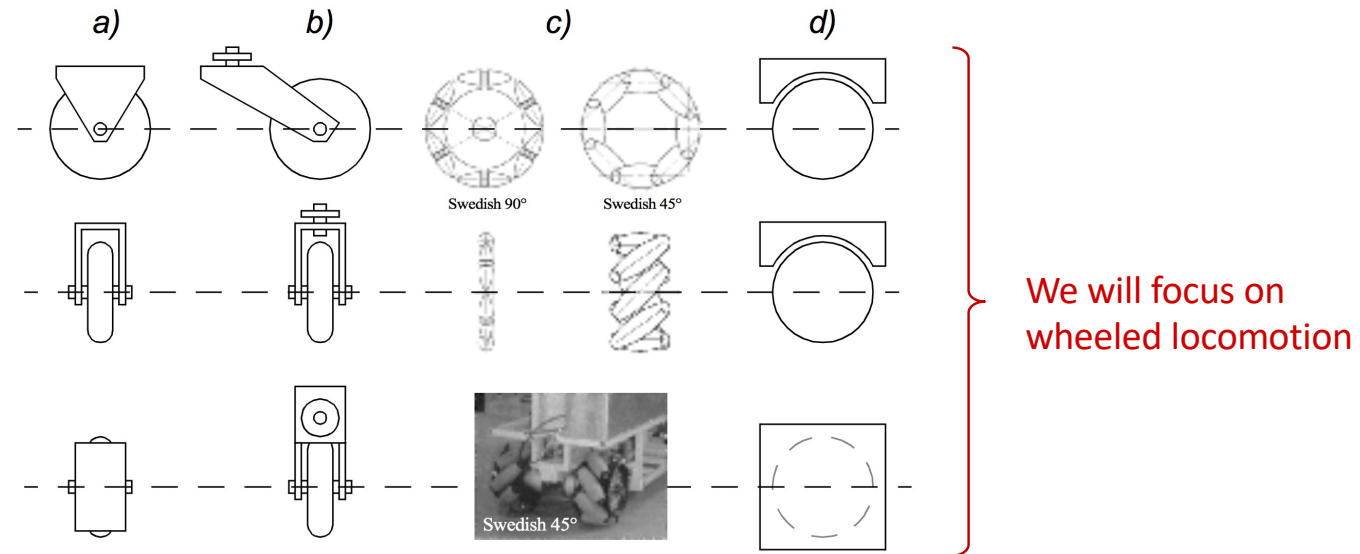 a)
b)
c)
d)
Swedish 90°
Swedish 45°
We will focus on
wheeled locomotion
Swedish 45°